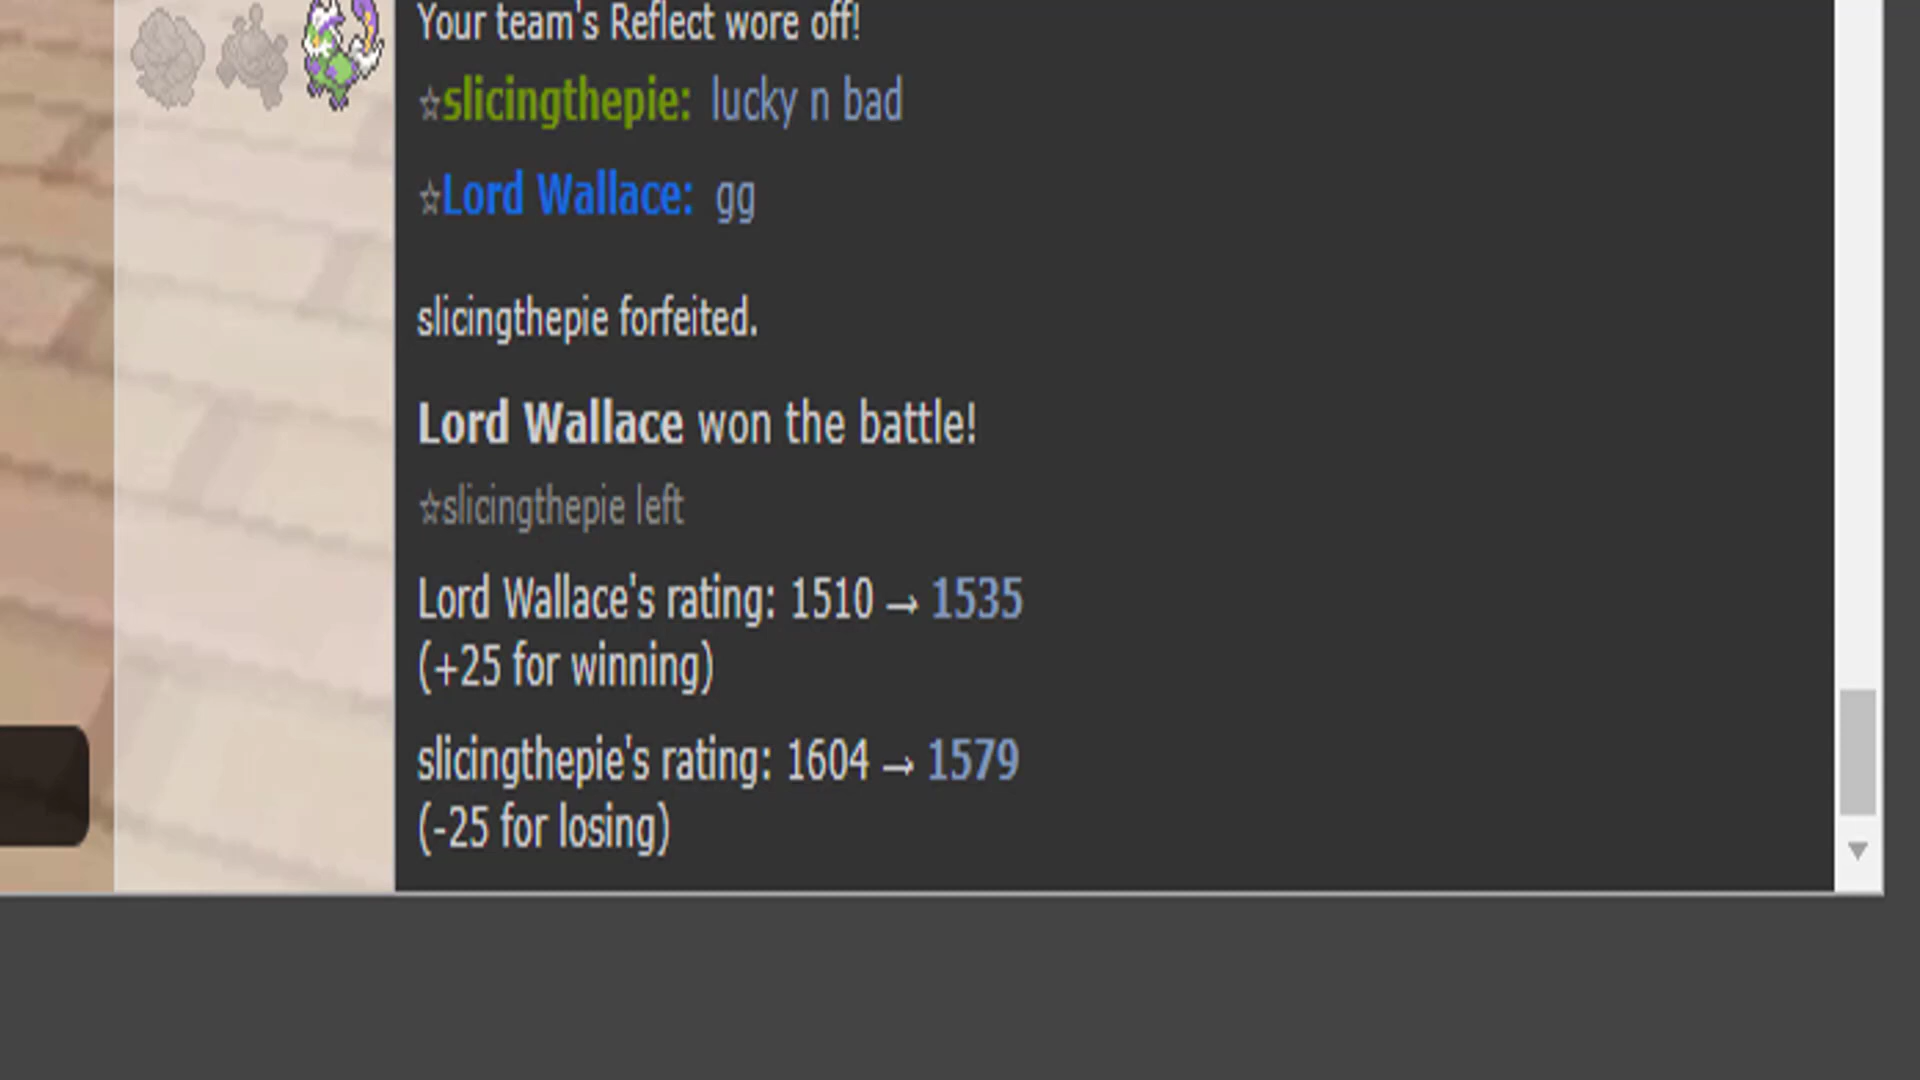 Your team's Reflect wore off!
☆slicingthepie: lucky n bad
☆Lord Wallace: gg
slicingthepie forfeited.
Lord Wallace won the battle!
☆slicingthepie left
Lord Wallace's rating: 1510 → 1535
(+25 for winning)
slicingthepie's rating: 1604 → 1579
(-25 for losing)